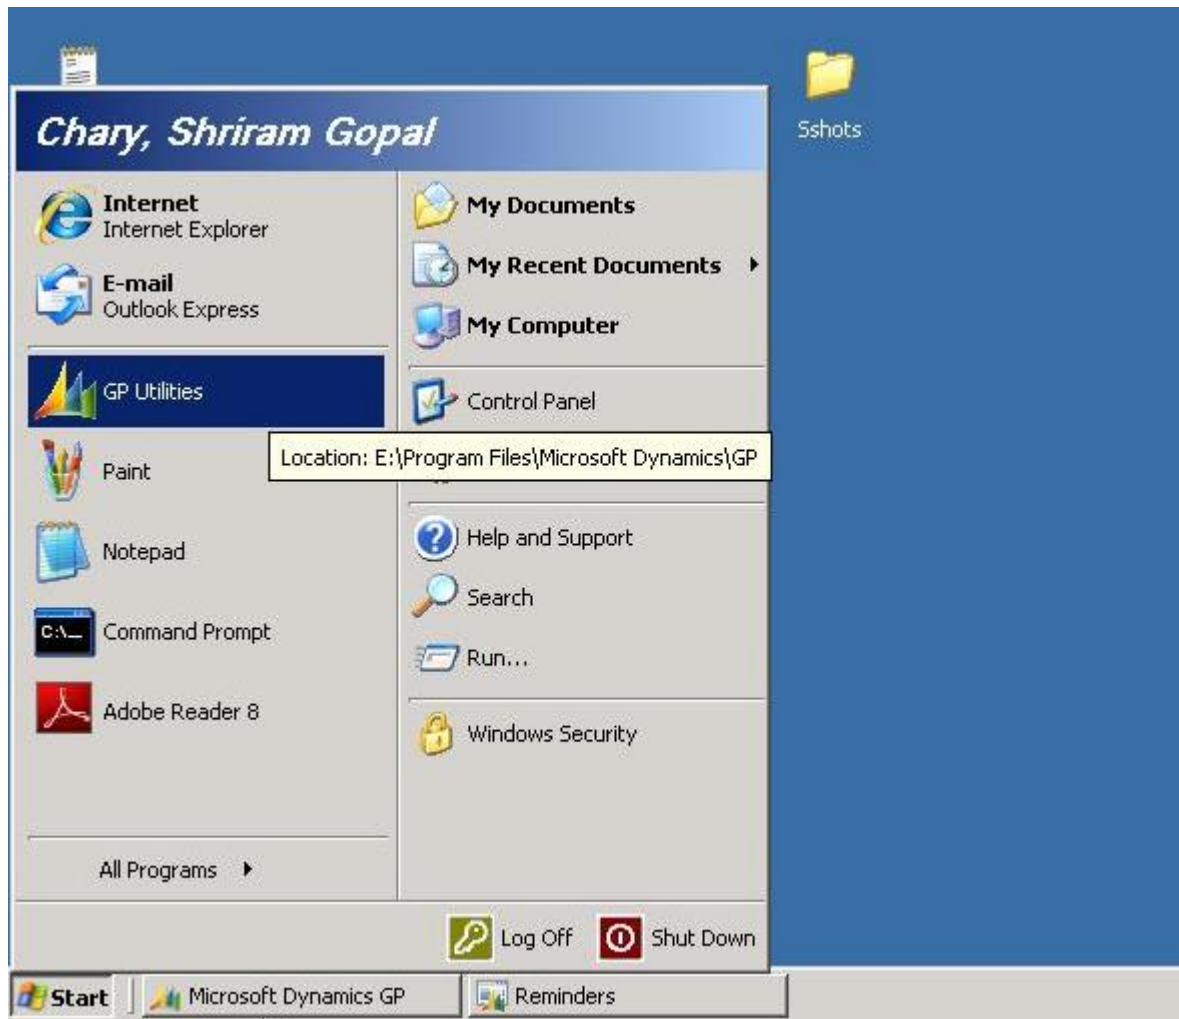 Chary, Shriram Gopal
Sshots
Internet
Internet Explorer
E-mail
Outlook Express
GP Utilities
Paint
Notepad
Command Prompt
C:\_
Adobe Reader 8
All Programs
My Documents
My Recent Documents
My Computer
Control Panel
Location: E:\Program Files\Microsoft Dynamics\GP
Help and Support
Search
Run...
Windows Security
Log Off
Shut Down
Start
Microsoft Dynamics GP
Reminders